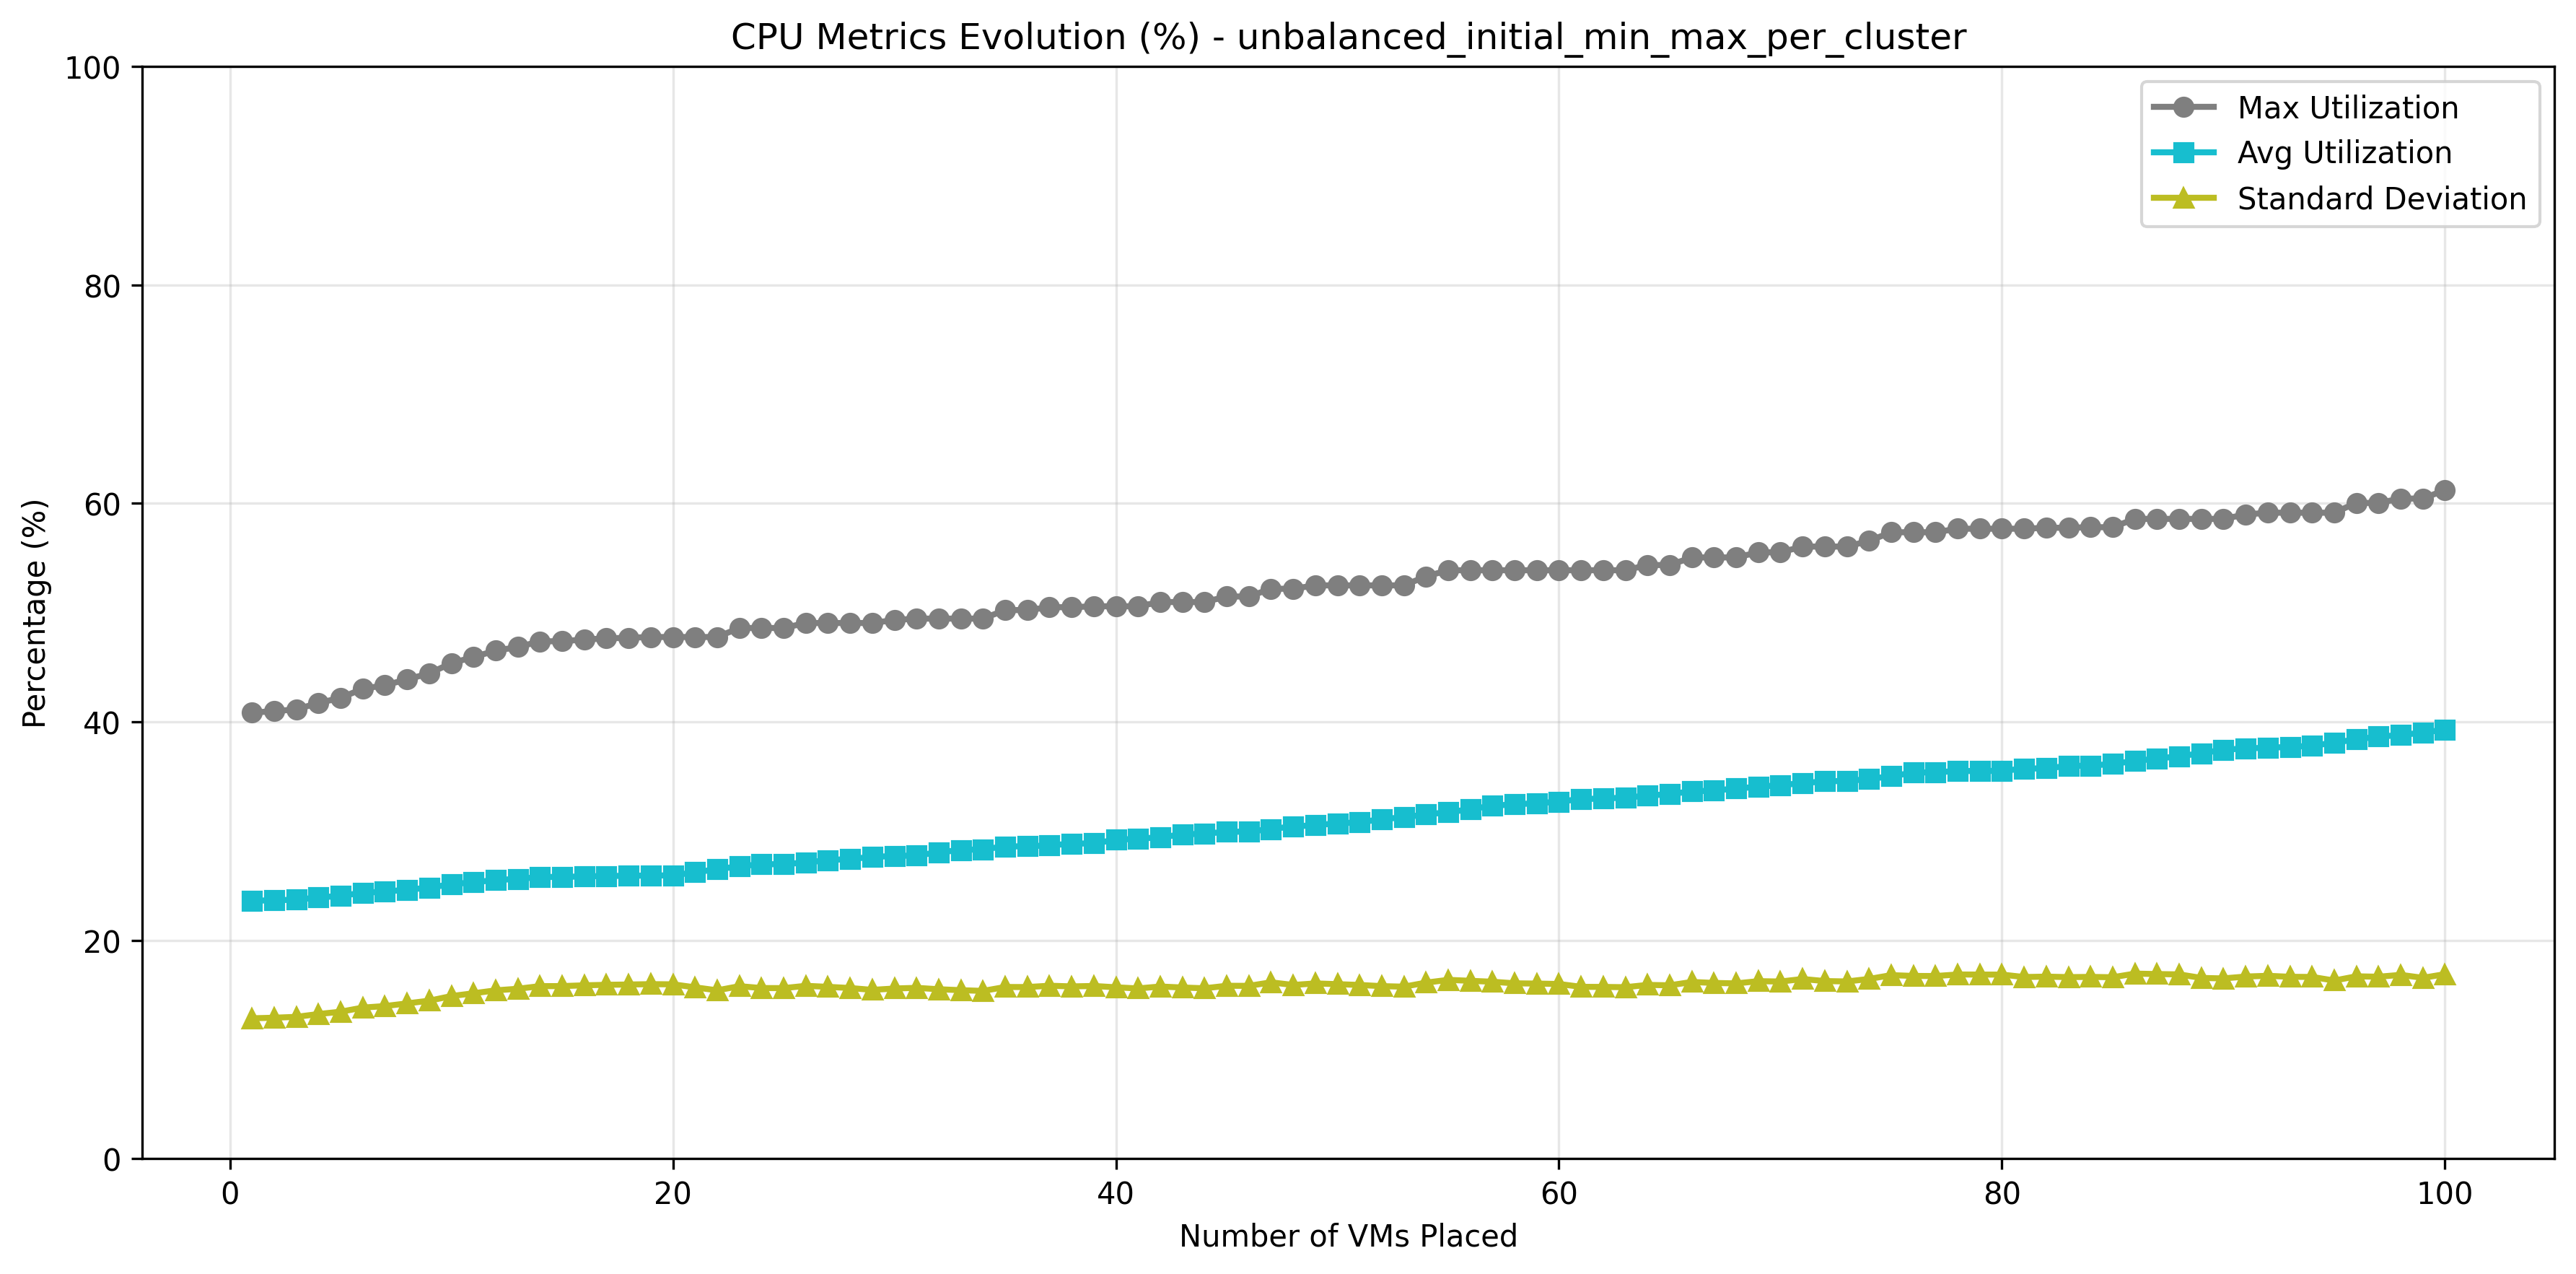 CPU Metrics Evolution (%) - unbalanced_initial_min_max_per_cluster
100
80
60
40
20
0
Percentage (%)
Max Utilization
Avg Utilization
Standard Deviation
0 20 40 60 80 100
Number of VMs Placed